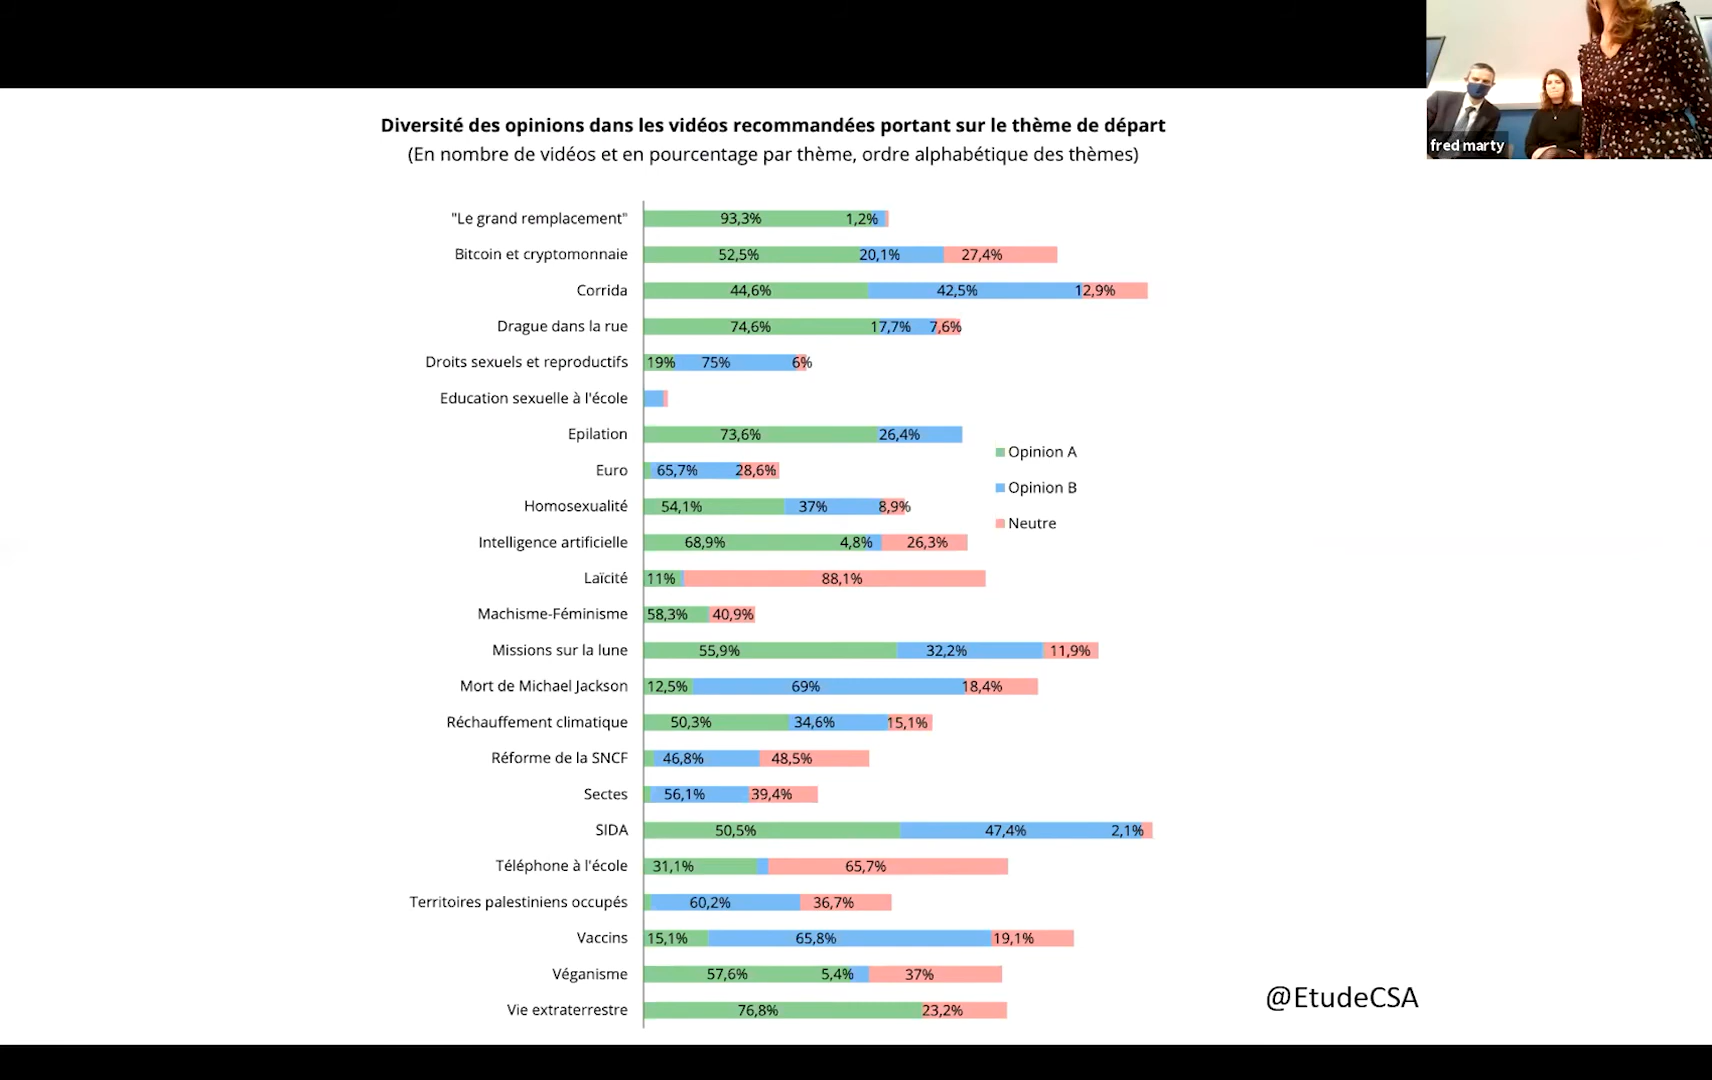 fred marty
Diversité des opinions dans les vidéos recommandées portant sur le thème de départ
(En nombre de vidéos et en pourcentage par thème, ordre alphabétique des thèmes)
"Le grand remplacement" 93,3% 1,2%
Bitcoin et cryptomonnaie 52,5% 20,1% 27,4%
Corrida 44,6% 42,5% 12,9%
Drague dans la rue 74,6% 17,7% 7,6%
Droits sexuels et reproductifs 19% 75% 6%
Education sexuelle à l'école
Epilation 73,6% 26,4%
Opinion A
Euro 65,7% 28,6%
Opinion B
Homosexualité 54,1% 37% 8,9%
Neutre
Intelligence artificielle 68,9% 4,8% 26,3%
Laïcité 11% 88,1%
Machisme-Féminisme 58,3% 40,9%
Missions sur la lune 55,9% 32,2% 11,9%
Mort de Michael Jackson 12,5% 69% 18,4%
Réchauffement climatique 50,3% 34,6% 15,1%
Réforme de la SNCF 46,8% 48,5%
Sectes 56,1% 39,4%
SIDA 50,5% 47,4% 2,1%
Téléphone à l'école 31,1% 65,7%
Territoires palestiniens occupés 60,2% 36,7%
Vaccins 15,1% 65,8% 19,1%
Véganisme 57,6% 5,4% 37%
@EtudeCSA
Vie extraterrestre 76,8% 23,2%